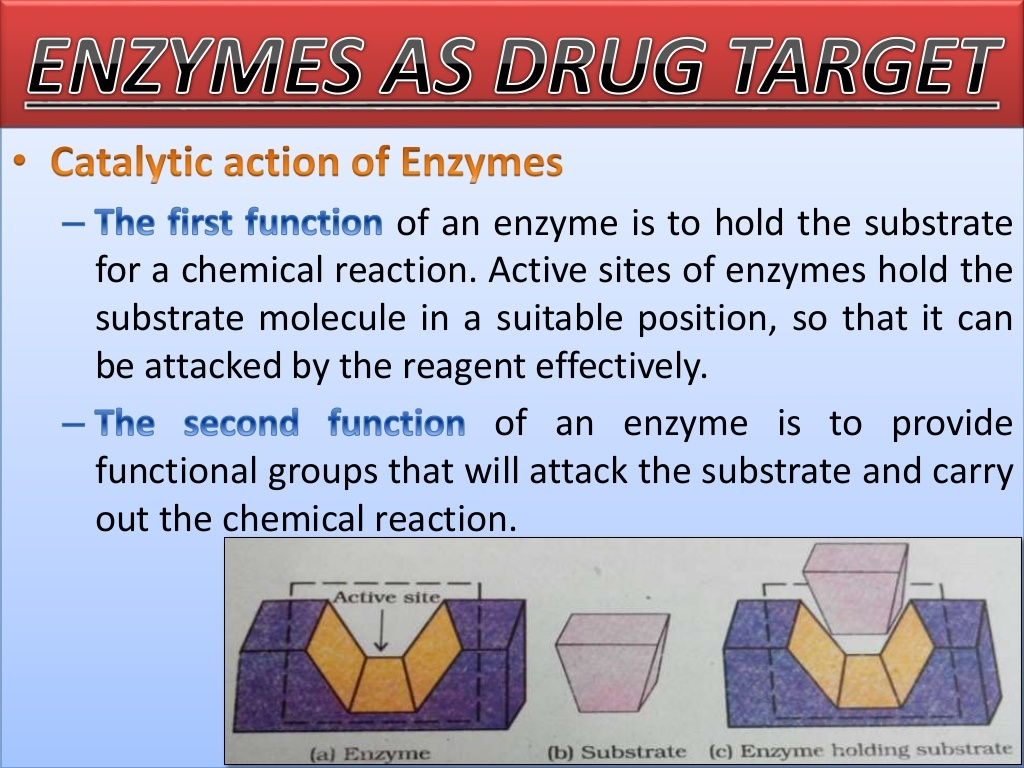 ENZYMES AS DRUG TARGET
• Catalytic action of Enzymes
– The first function of an enzyme is to hold the substrate
for a chemical reaction. Active sites of enzymes hold the
substrate molecule in a suitable position, so that it can
be attacked by the reagent effectively.
– The second function of an enzyme is to provide
functional groups that will attack the substrate and carry
out the chemical reaction.
Active site
(a) Enzyme
(b) Substrate
(c) Enzyme holding substrate